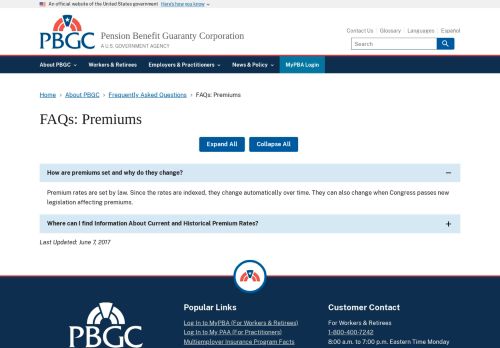 An official website of the United States government Here's how you know
PBGC
Pension Benefit Guaranty Corporation
A U.S. GOVERNMENT AGENCY
Contact Us Glossary Languages Español
Search
About PBGC Workers & Retirees Employers & Practitioners News & Policy MyPBA Login
Home › About PBGC › Frequently Asked Questions › FAQs: Premiums
FAQs: Premiums
Expand All Collapse All
How are premiums set and why do they change?
Premium rates are set by law. Since the rates are indexed, they change automatically over time. They can also change when Congress passes new
legislation affecting premiums.
Where can I find Information About Current and Historical Premium Rates?
Last Updated: June 7, 2017
PBGC
Popular Links
Log In to MyPBA (For Workers & Retirees)
Log In to My PAA (For Practitioners)
Multiemployer Insurance Program Facts
Customer Contact
For Workers & Retirees
1-800-400-7242
8:00 a.m. to 7:00 p.m. Eastern Time Monday